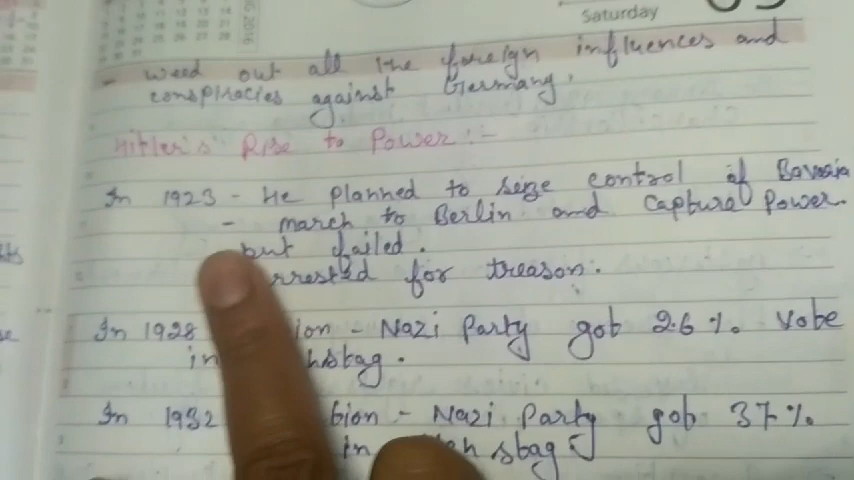 Saturday
2016
- weed out all the foreign influences and
conspiracies against Germany.
Hitler's Rise to Power :-
In 1923 - He planned to seize control of Bavaria
- march to Berlin and capture Power.
but failed.
rrested for treason.
In 1928 ion - Nazi Party got 2.6 %. vote
in hstag.
In 1932 tion - Nazi Party got 37 %.
in h stag